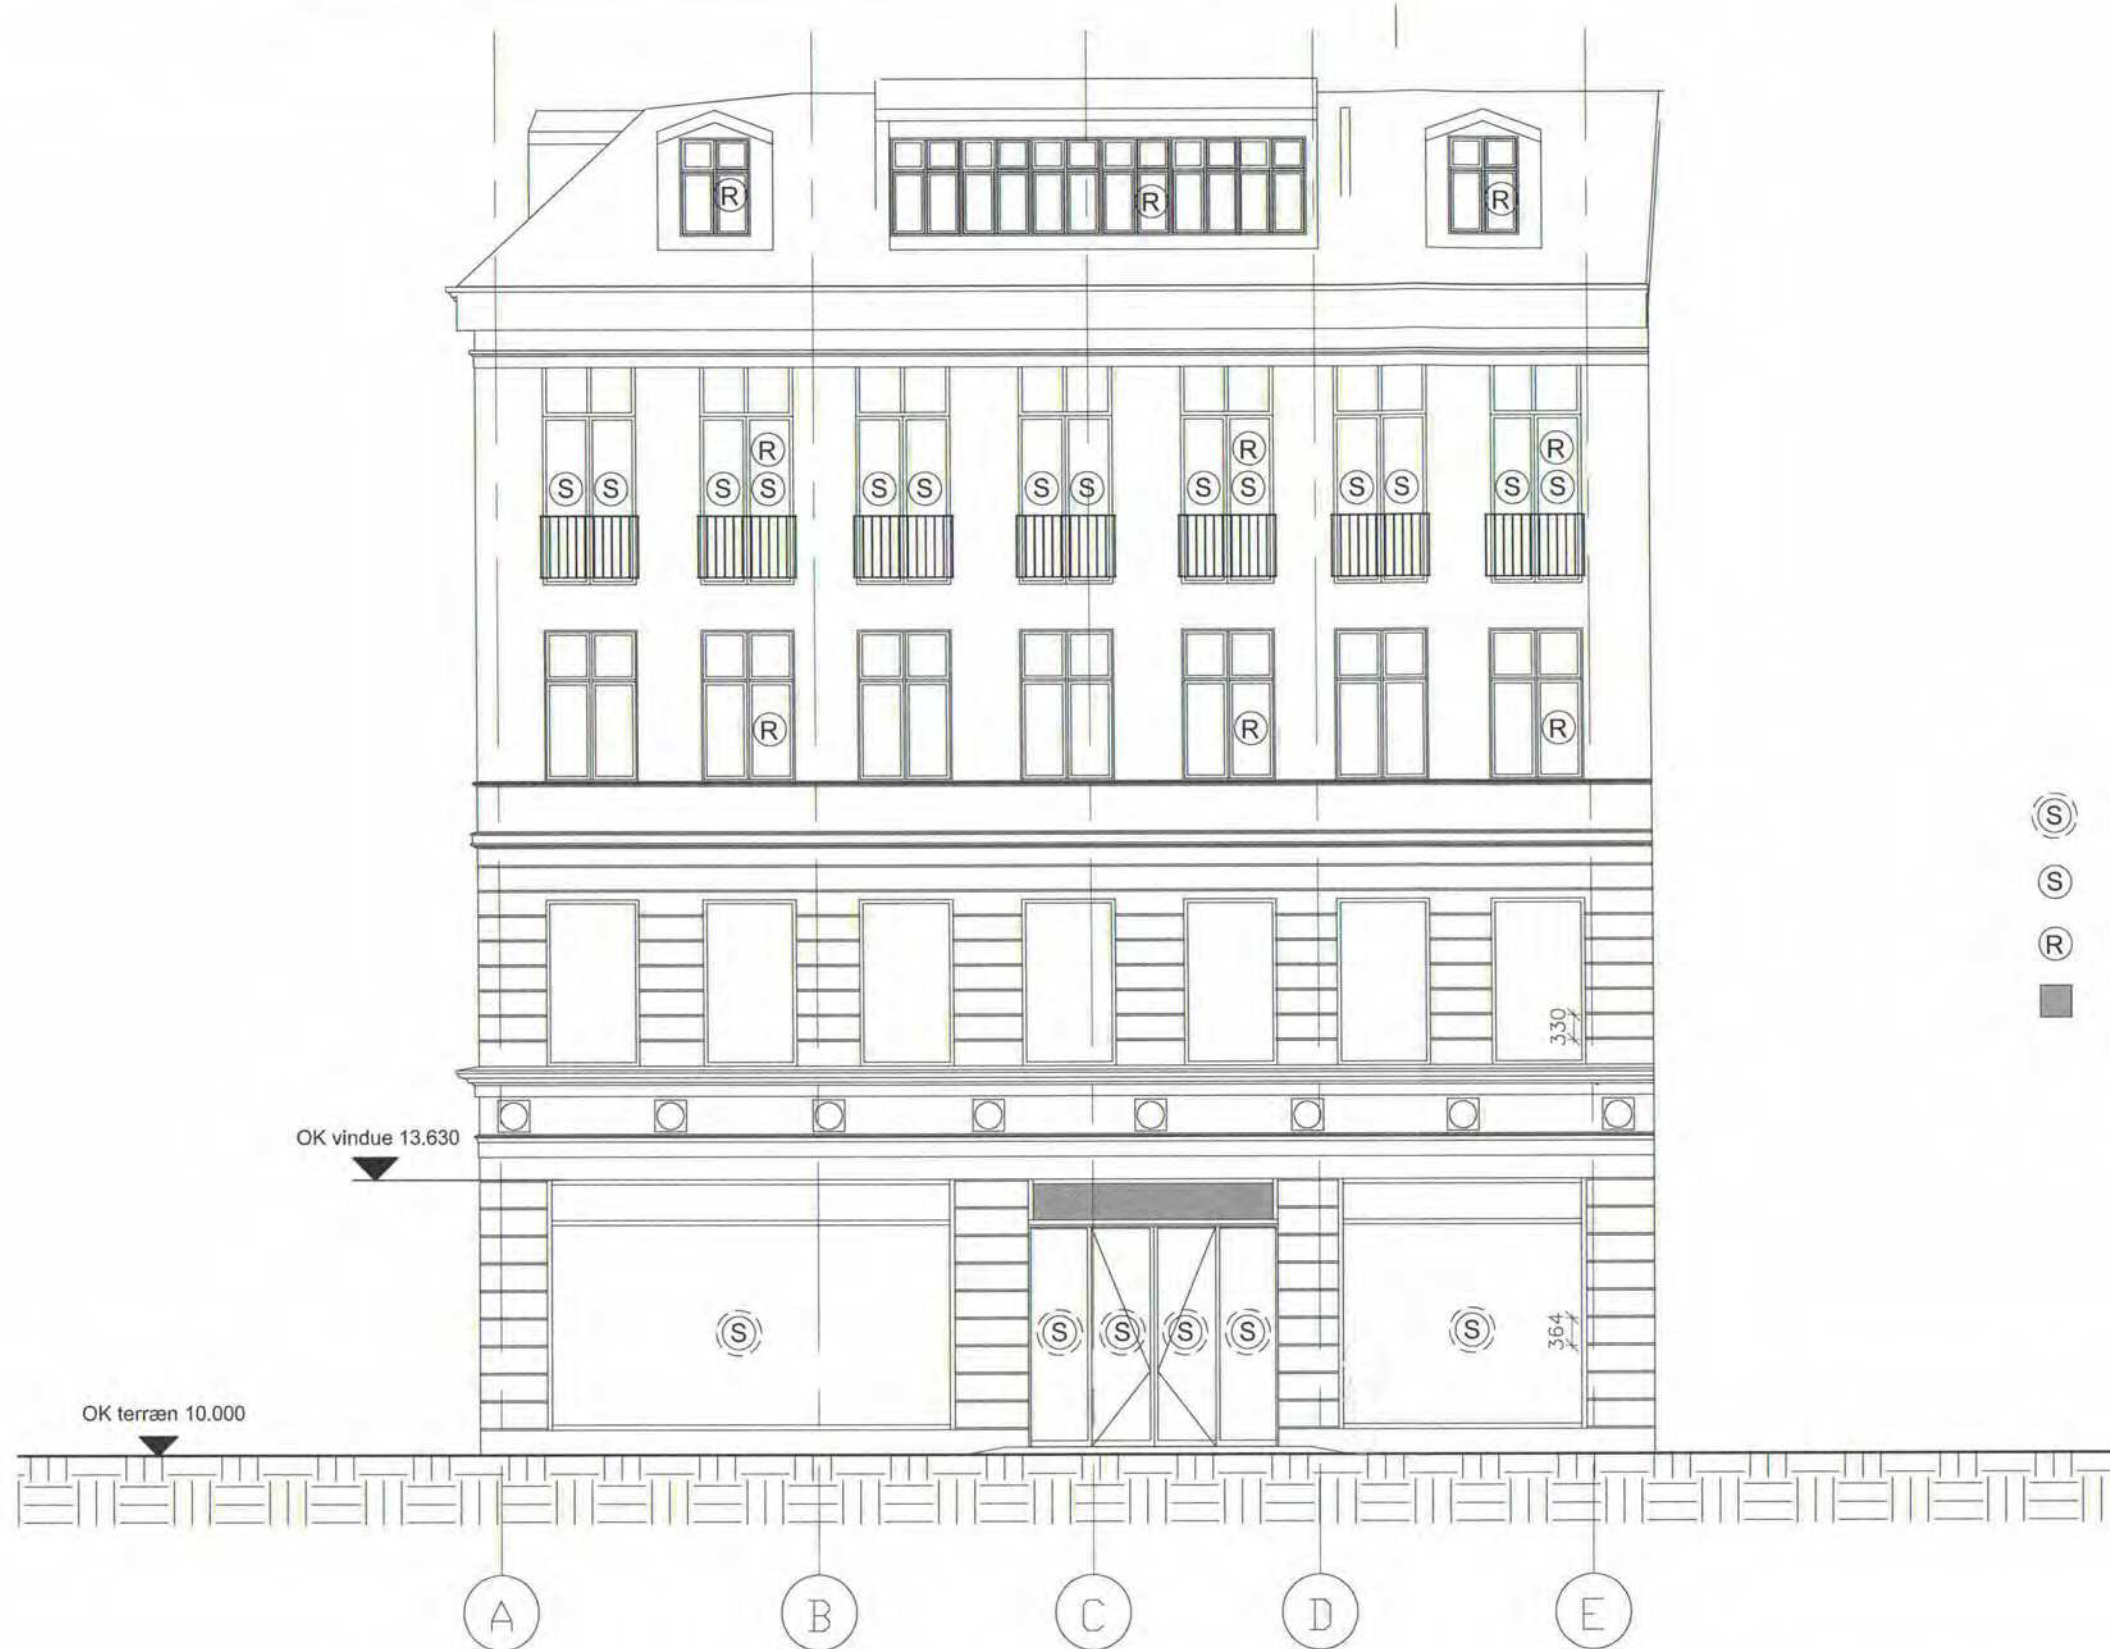 R R R
R R R
S S S S S S S S S S S S S S
R R R
S
S
R
330
OK vindue 13.630
364
S S S S S S
OK terræn 10.000
A B C D E